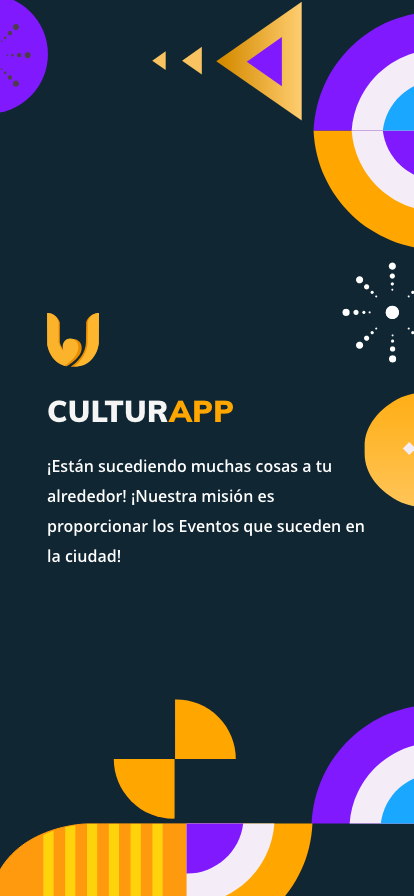 CULTURAPP
¡Están sucediendo muchas cosas a tu
alrededor! ¡Nuestra misión es
proporcionar los Eventos que suceden en
la ciudad!